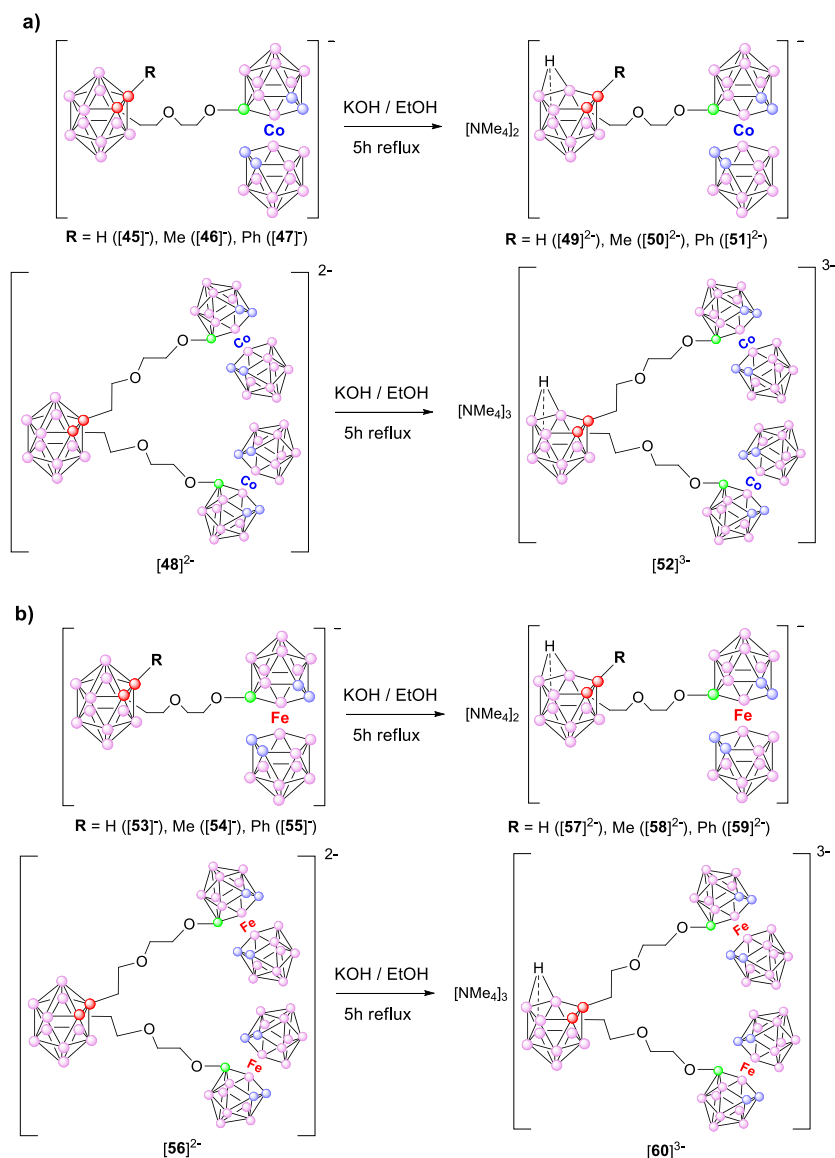 a)
R
O
O
Co
–
KOH / EtOH
5h reflux
[NMe₄]₂
H
R
O
O
Co
–
R = H ([45]⁻), Me ([46]⁻), Ph ([47]⁻)
R = H ([49]²⁻), Me ([50]²⁻), Ph ([51]²⁻)
O
O
Co
O
O
Co
2-
KOH / EtOH
5h reflux
[NMe₄]₃
H
O
O
Co
O
O
Co
3-
[48]²⁻
[52]³⁻
b)
R
O
O
Fe
–
KOH / EtOH
5h reflux
[NMe₄]₂
H
R
O
O
Fe
–
R = H ([53]⁻), Me ([54]⁻), Ph ([55]⁻)
R = H ([57]²⁻), Me ([58]²⁻), Ph ([59]²⁻)
O
O
Fe
O
O
Fe
2-
KOH / EtOH
5h reflux
[NMe₄]₃
H
O
O
Fe
O
O
Fe
3-
[56]²⁻
[60]³⁻